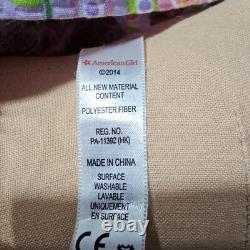 AmericanGirl
©2014
ALL NEW MATERIAL
CONTENT
POLYESTER FIBER
REG. NO.
PA-11392 (HK)
MADE IN CHINA
SURFACE
WASHABLE
LAVABLE
UNIQUEMENT
EN SURFACE
CE